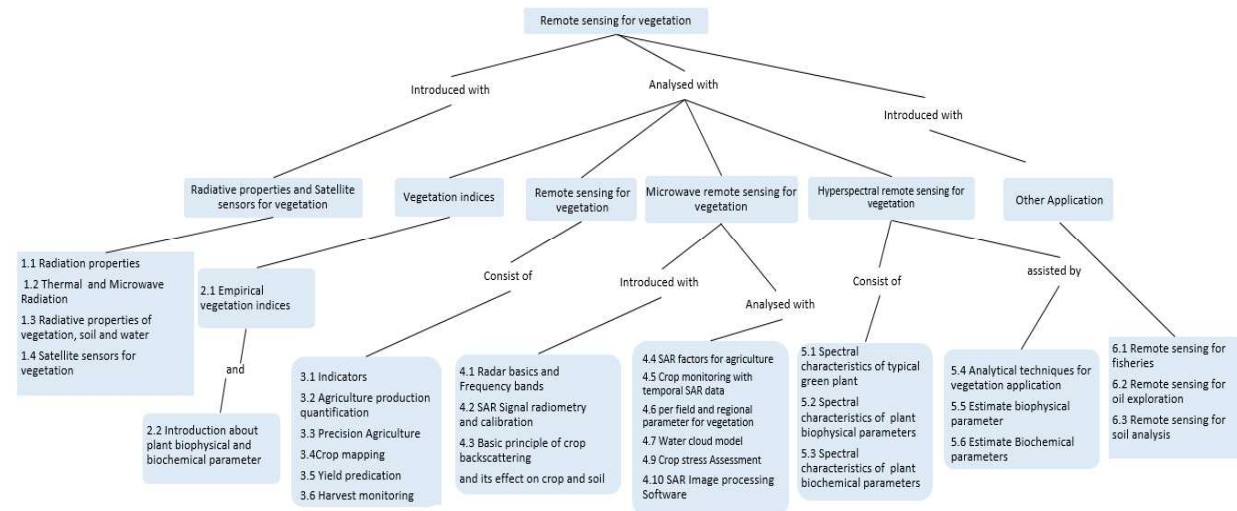 Remote sensing for vegetation
Introduced with
Analysed with
Introduced with
Radiative properties and Satellite
sensors for vegetation
Vegetation indices
Remote sensing for
vegetation
Microwave remote sensing for
vegetation
Hyperspectral remote sensing for
vegetation
Other Application
1.1 Radiation properties
1.2 Thermal and Microwave
Radiation
1.3 Radiative properties of
vegetation, soil and water
1.4 Satellite sensors for
vegetation
2.1 Empirical
vegetation indices
and
2.2 Introduction about
plant biophysical and
biochemical parameter
Consist of
3.1 Indicators
3.2 Agriculture production
quantification
3.3 Precision Agriculture
3.4Crop mapping
3.5 Yield predication
3.6 Harvest monitoring
Introduced with
4.1 Radar basics and
Frequency bands
4.2 SAR Signal radiometry
and calibration
4.3 Basic principle of crop
backscattering
and its effect on crop and soil
Analysed with
4.4 SAR factors for agriculture
4.5 Crop monitoring with
temporal SAR data
4.6 per field and regional
parameter for vegetation
4.7 Water cloud model
4.9 Crop stress Assessment
4.10 SAR Image processing
Software
Consist of
5.1 Spectral
characteristics of typical
green plant
5.2 Spectral
characteristics of plant
biophysical parameters
5.3 Spectral
characteristics of plant
biochemical parameters
assisted by
5.4 Analytical techniques for
vegetation application
5.5 Estimate biophysical
parameter
5.6 Estimate Biochemical
parameters
6.1 Remote sensing for
fisheries
6.2 Remote sensing for
oil exploration
6.3 Remote sensing for
soil analysis